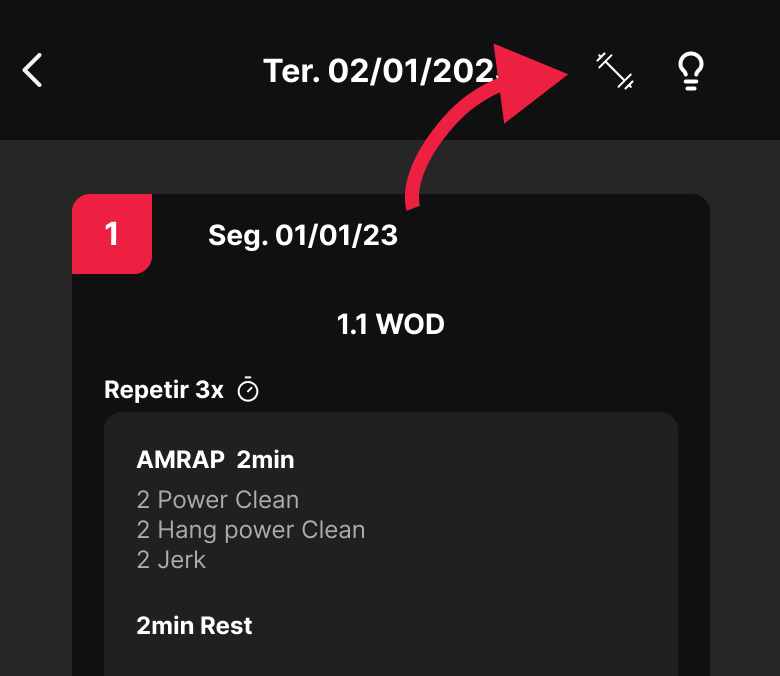 Ter. 02/01/202
1
Seg. 01/01/23
1.1 WOD
Repetir 3x
AMRAP 2min
2 Power Clean
2 Hang power Clean
2 Jerk
2min Rest